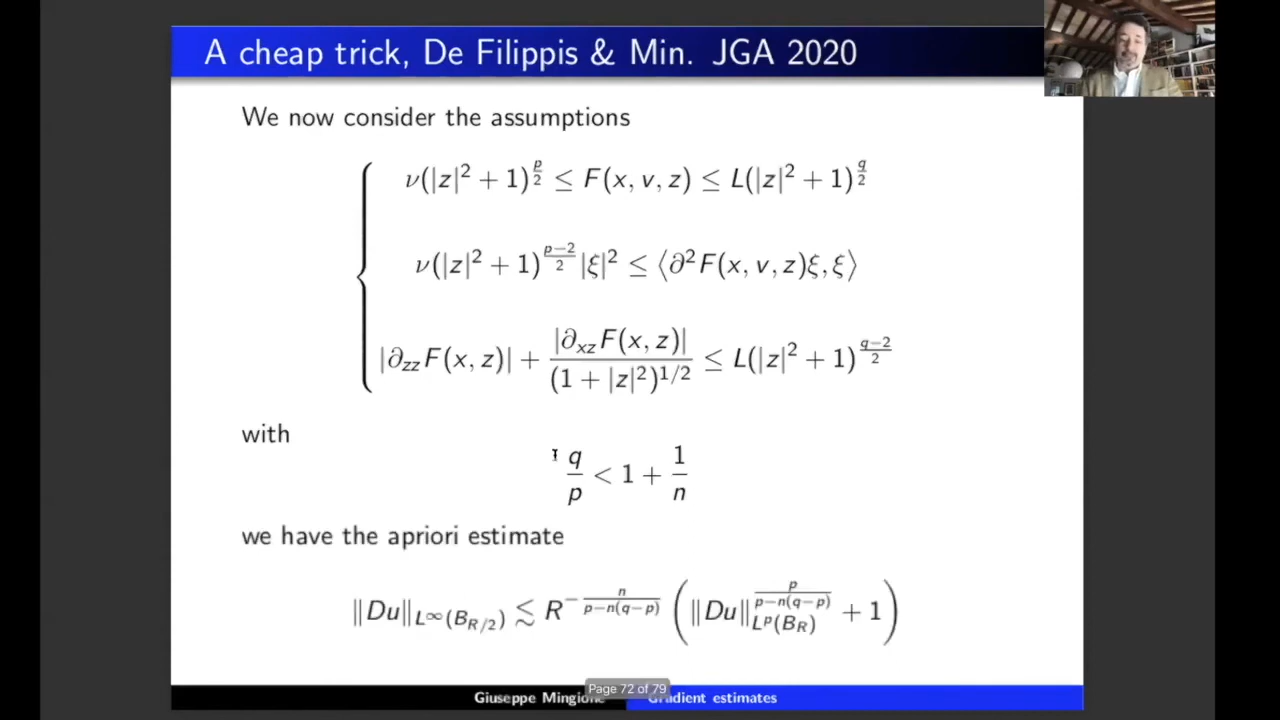 A cheap trick, De Filippis & Min. JGA 2020
We now consider the assumptions
ν(|z|² + 1)^{p/2} ≤ F(x, v, z) ≤ L(|z|² + 1)^{q/2}
ν(|z|² + 1)^{(p−2)/2} |ξ|² ≤ ⟨∂²F(x, v, z)ξ, ξ⟩
|∂_{zz}F(x, z)| + |∂_{xz}F(x, z)| / (1 + |z|²)^{1/2} ≤ L(|z|² + 1)^{(q−2)/2}
with
q/p < 1 + 1/n
we have the apriori estimate
‖Du‖_{L^∞(B_{R/2})} ≲ R^{−n/(p−n(q−p))} (‖Du‖_{L^p(B_R)}^{p/(p−n(q−p))} + 1)
Page 72 of 79
Giuseppe Mingione Gradient estimates